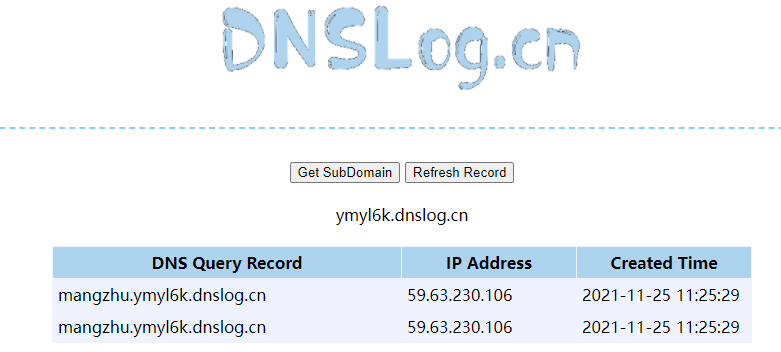 DNSLog.cn
Get SubDomain Refresh Record
ymyl6k.dnslog.cn
DNS Query Record IP Address Created Time
mangzhu.ymyl6k.dnslog.cn 59.63.230.106 2021-11-25 11:25:29
mangzhu.ymyl6k.dnslog.cn 59.63.230.106 2021-11-25 11:25:29